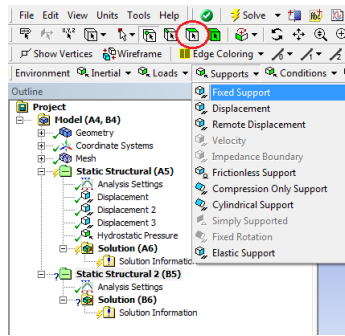 File Edit View Units Tools Help Solve
Show Vertices Wireframe Edge Coloring
Environment Inertial Loads Supports Conditions
Outline
Fixed Support
Displacement
Remote Displacement
Velocity
Impedance Boundary
Frictionless Support
Compression Only Support
Cylindrical Support
Simply Supported
Fixed Rotation
Elastic Support
Project
Model (A4, B4)
Geometry
Coordinate Systems
Mesh
Static Structural (A5)
Analysis Settings
Displacement
Displacement 2
Displacement 3
Hydrostatic Pressure
Solution (A6)
Solution Information
Static Structural 2 (B5)
Analysis Settings
Solution (B6)
Solution Information